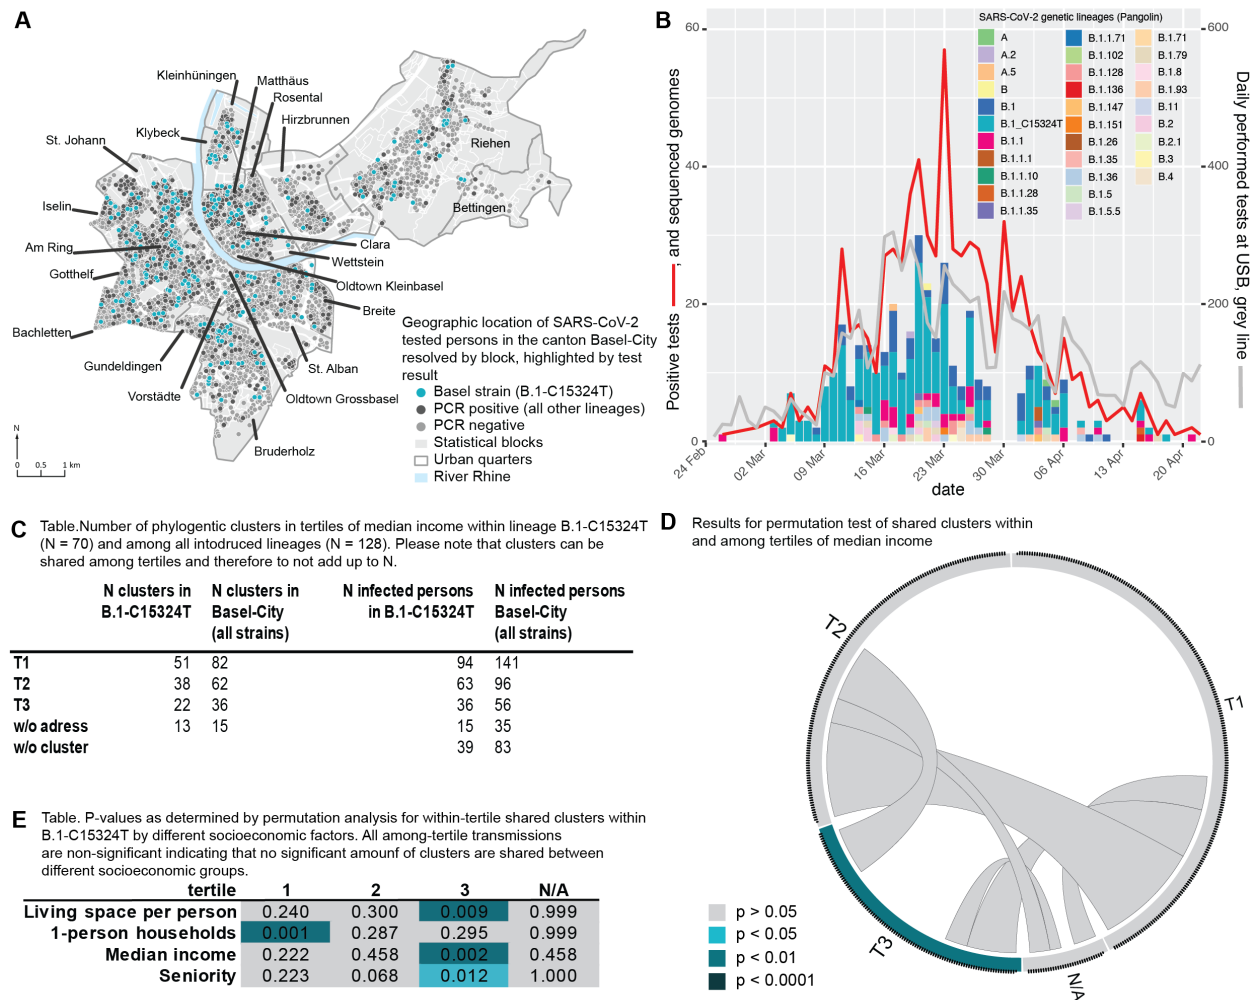 A
Kleinhüningen
Matthäus
Rosental
Hirzbrunnen
Klybeck
St. Johann
Riehen
Iselin
Bettingen
Am Ring
Clara
Wettstein
Gotthelf
Oldtown Kleinbasel
Breite
Bachletten
Gundeldingen
St. Alban
Vorstädte
Oldtown Grossbasel
Bruderholz
N
0 0.5 1 km
Geographic location of SARS-CoV-2
tested persons in the canton Basel-City
resolved by block, highlighted by test
result
Basel strain (B.1-C15324T)
PCR positive (all other lineages)
PCR negative
Statistical blocks
Urban quarters
River Rhine
B
SARS-CoV-2 genetic lineages (Pangolin)
A
A.2
A.5
B
B.1
B.1_C15324T
B.1.1
B.1.1.1
B.1.1.10
B.1.1.28
B.1.1.35
B.1.1.71
B.1.102
B.1.128
B.1.136
B.1.147
B.1.151
B.1.26
B.1.35
B.1.36
B.1.5
B.1.5.5
B.1.71
B.1.79
B.1.8
B.1.93
B.11
B.2
B.2.1
B.3
B.4
60
40
20
0
600
400
200
0
Positive tests , and sequenced genomes
Daily performed tests at USB, grey line
24 Feb
02 Mar
09 Mar
16 Mar
23 Mar
30 Mar
06 Apr
13 Apr
20 Apr
date
C
Table.Number of phylogentic clusters in tertiles of median income within lineage B.1-C15324T
(N = 70) and among all intodruced lineages (N = 128). Please note that clusters can be
shared among tertiles and therefore to not add up to N.
N clusters in N clusters in N infected persons N infected persons
B.1-C15324T Basel-City in B.1-C15324T Basel-City
(all strains) (all strains)
T1 51 82 94 141
T2 38 62 63 96
T3 22 36 36 56
w/o adress 13 15 15 35
w/o cluster 39 83
D
Results for permutation test of shared clusters within
and among tertiles of median income
T2
T1
T3
N/A
p > 0.05
p < 0.05
p < 0.01
p < 0.0001
E
Table. P-values as determined by permutation analysis for within-tertile shared clusters within
B.1-C15324T by different socioeconomic factors. All among-tertile transmissions
are non-significant indicating that no significant amounf of clusters are shared between
different socioeconomic groups.
tertile 1 2 3 N/A
Living space per person 0.240 0.300 0.009 0.999
1-person households 0.001 0.287 0.295 0.999
Median income 0.222 0.458 0.002 0.458
Seniority 0.223 0.068 0.012 1.000